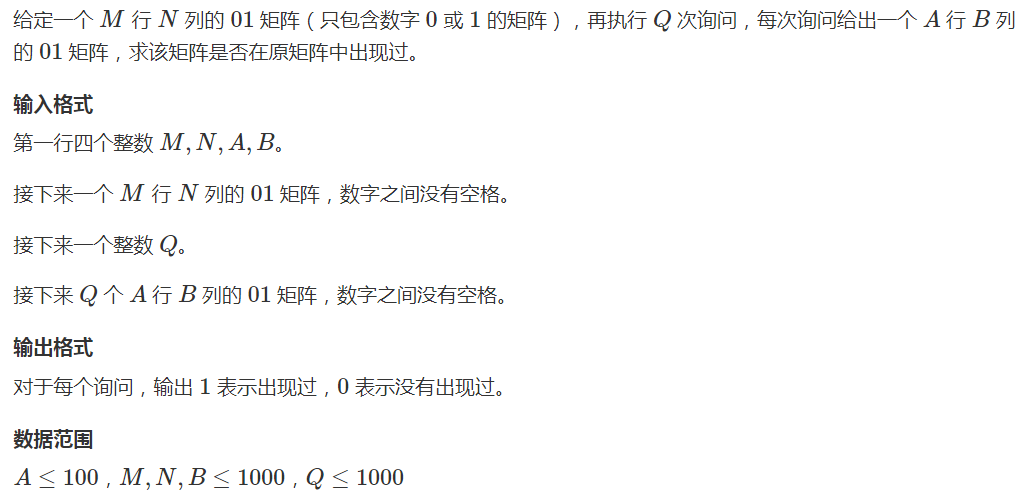 给定一个 M 行 N 列的 01 矩阵（只包含数字 0 或 1 的矩阵），再执行 Q 次询问，每次询问给出一个 A 行 B 列
的 01 矩阵，求该矩阵是否在原矩阵中出现过。
输入格式
第一行四个整数 M, N, A, B。
接下来一个 M 行 N 列的 01 矩阵，数字之间没有空格。
接下来一个整数 Q。
接下来 Q 个 A 行 B 列的 01 矩阵，数字之间没有空格。
输出格式
对于每个询问，输出 1 表示出现过，0 表示没有出现过。
数据范围
A ≤ 100，M, N, B ≤ 1000，Q ≤ 1000